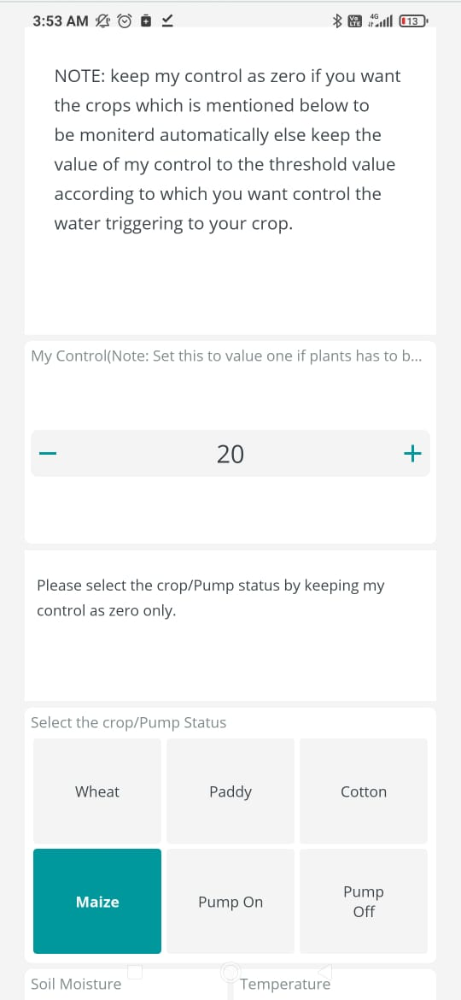 3:53 AM
Vo LTE 4G 13
NOTE: keep my control as zero if you want
the crops which is mentioned below to
be moniterd automatically else keep the
value of my control to the threshold value
according to which you want control the
water triggering to your crop.
My Control(Note: Set this to value one if plants has to b...
− 20 +
Please select the crop/Pump status by keeping my
control as zero only.
Select the crop/Pump Status
Wheat Paddy Cotton
Maize Pump On Pump
Off
Soil Moisture Temperature